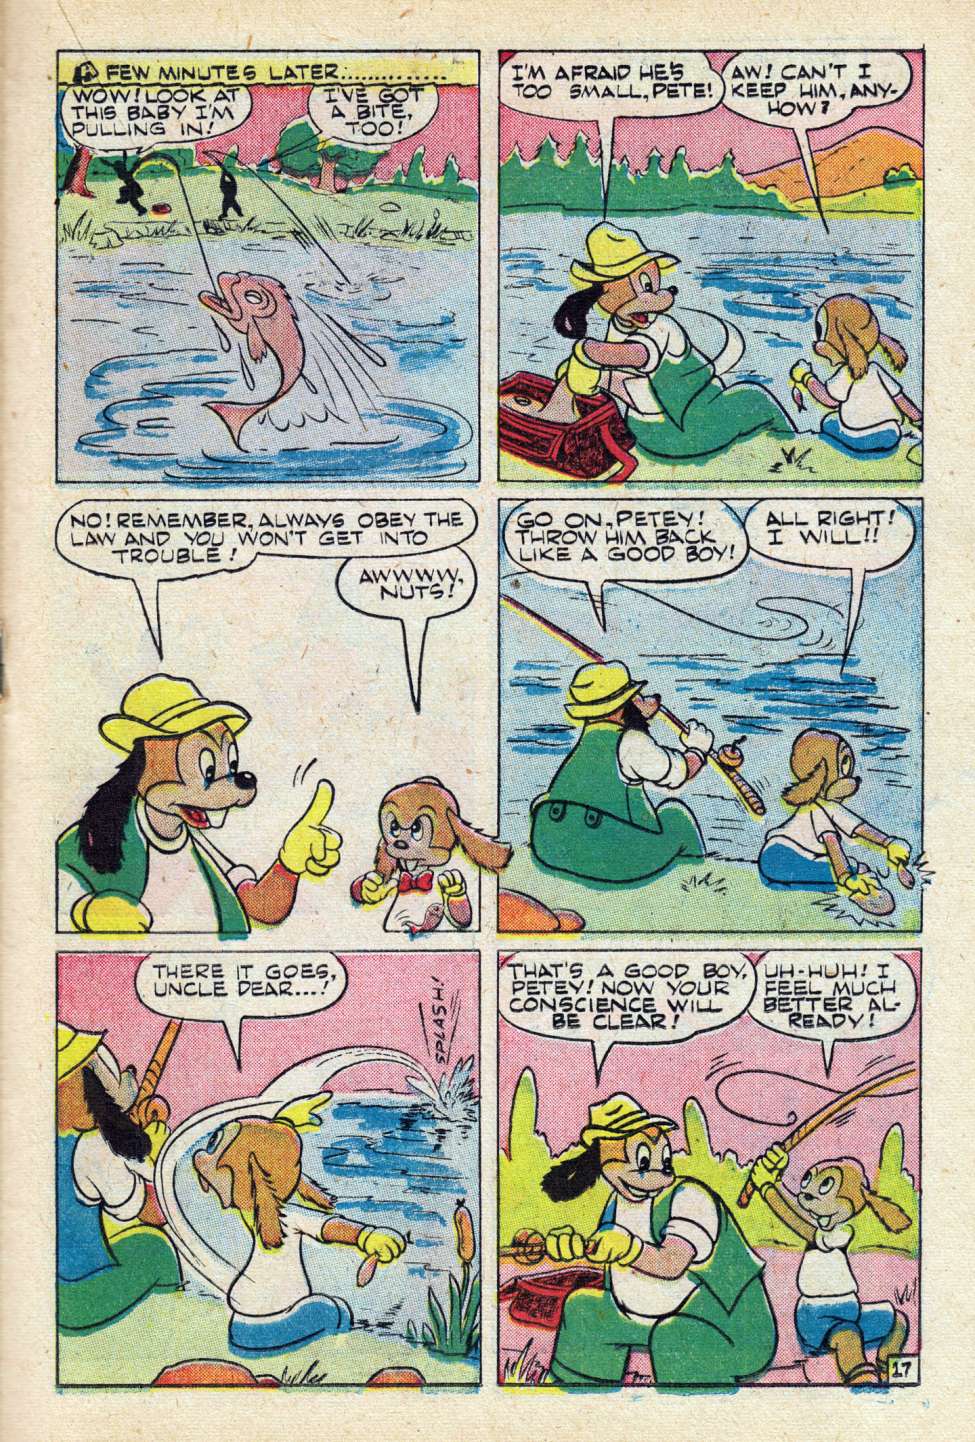 A FEW MINUTES LATER..............
WOW! LOOK AT
THIS BABY I'M
PULLING IN!
I'VE GOT
A BITE,
TOO!
I'M AFRAID HE'S
TOO SMALL, PETE!
AW! CAN'T I
KEEP HIM, ANY-
HOW?
NO! REMEMBER, ALWAYS OBEY THE
LAW AND YOU WON'T GET INTO
TROUBLE!
AWWWW,
NUTS!
GO ON, PETEY!
THROW HIM BACK
LIKE A GOOD BOY!
ALL RIGHT!
I WILL!!
THERE IT GOES,
UNCLE DEAR....!
SPLASH!
THAT'S A GOOD BOY,
PETEY! NOW YOUR
CONSCIENCE WILL
BE CLEAR!
UH-HUH! I
FEEL MUCH
BETTER AL-
READY!
17